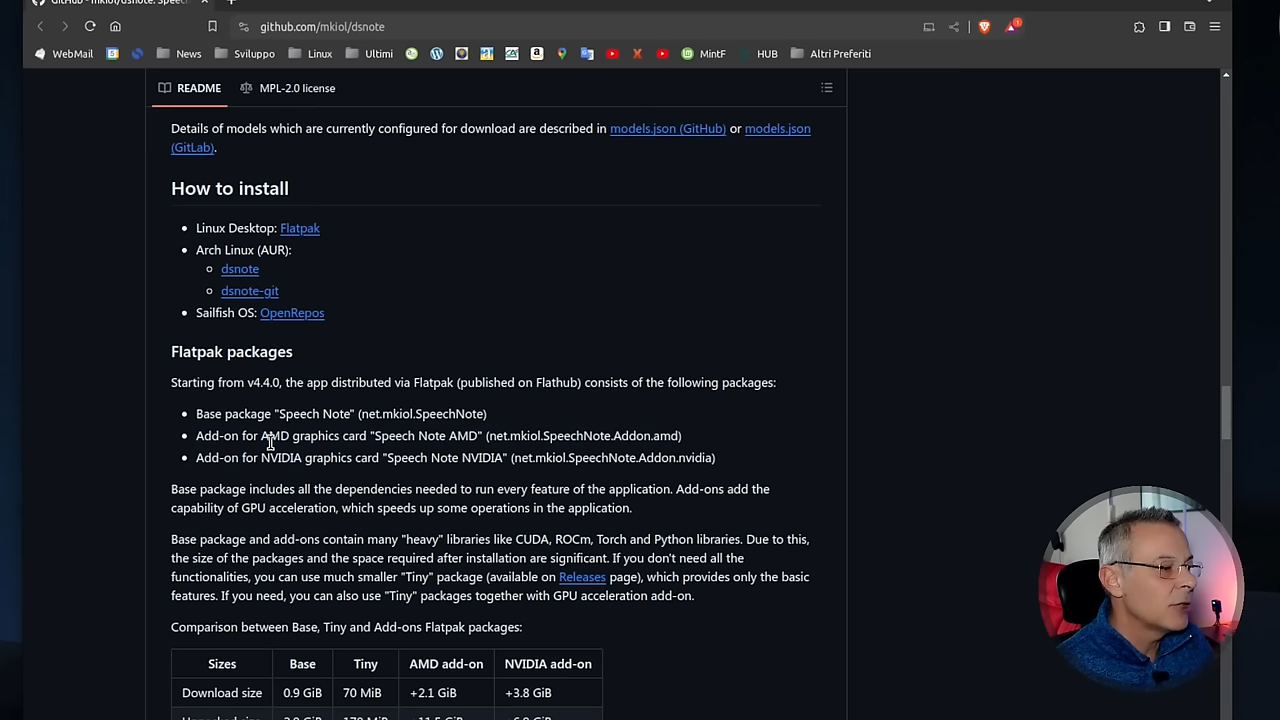 GitHub - mkiol/dsnote: Speech
github.com/mkiol/dsnote
1
WebMail
News
Sviluppo
Linux
Ultimi
MintF
HUB
Altri Preferiti
README
MPL-2.0 license
Details of models which are currently configured for download are described in models.json (GitHub) or models.json
(GitLab).
How to install
Linux Desktop: Flatpak
Arch Linux (AUR):
dsnote
dsnote-git
Sailfish OS: OpenRepos
Flatpak packages
Starting from v4.4.0, the app distributed via Flatpak (published on Flathub) consists of the following packages:
Base package "Speech Note" (net.mkiol.SpeechNote)
Add-on for AMD graphics card "Speech Note AMD" (net.mkiol.SpeechNote.Addon.amd)
Add-on for NVIDIA graphics card "Speech Note NVIDIA" (net.mkiol.SpeechNote.Addon.nvidia)
Base package includes all the dependencies needed to run every feature of the application. Add-ons add the
capability of GPU acceleration, which speeds up some operations in the application.
Base package and add-ons contain many "heavy" libraries like CUDA, ROCm, Torch and Python libraries. Due to this,
the size of the packages and the space required after installation are significant. If you don't need all the
functionalities, you can use much smaller "Tiny" package (available on Releases page), which provides only the basic
features. If you need, you can also use "Tiny" packages together with GPU acceleration add-on.
Comparison between Base, Tiny and Add-ons Flatpak packages:
Sizes Base Tiny AMD add-on NVIDIA add-on
Download size 0.9 GiB 70 MiB +2.1 GiB +3.8 GiB